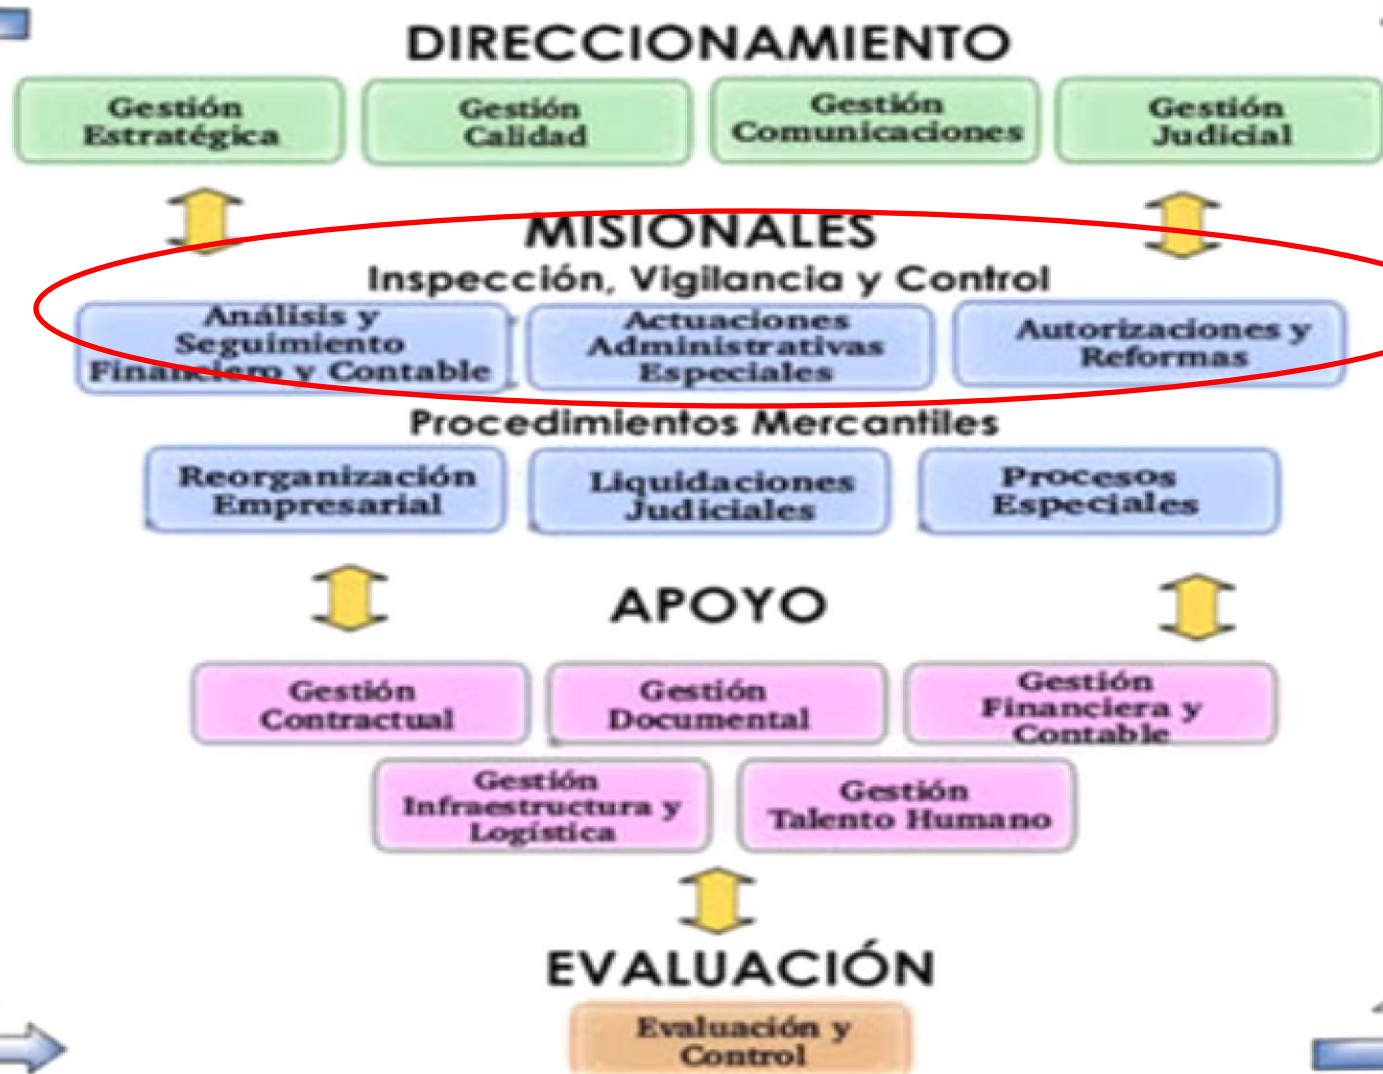 DIRECCIONAMIENTO
Gestión
Estratégica
Gestión
Calidad
Gestión
Comunicaciones
Gestión
Judicial
MISIONALES
Inspección, Vigilancia y Control
Análisis y
Seguimiento
Financiero y Contable
Actuaciones
Administrativas
Especiales
Autorizaciones y
Reformas
Procedimientos Mercantiles
Reorganización
Empresarial
Liquidaciones
Judiciales
Procesos
Especiales
APOYO
Gestión
Contractual
Gestión
Documental
Gestión
Financiera y
Contable
Gestión
Infraestructura y
Logística
Gestión
Talento Humano
EVALUACIÓN
Evaluación y
Control